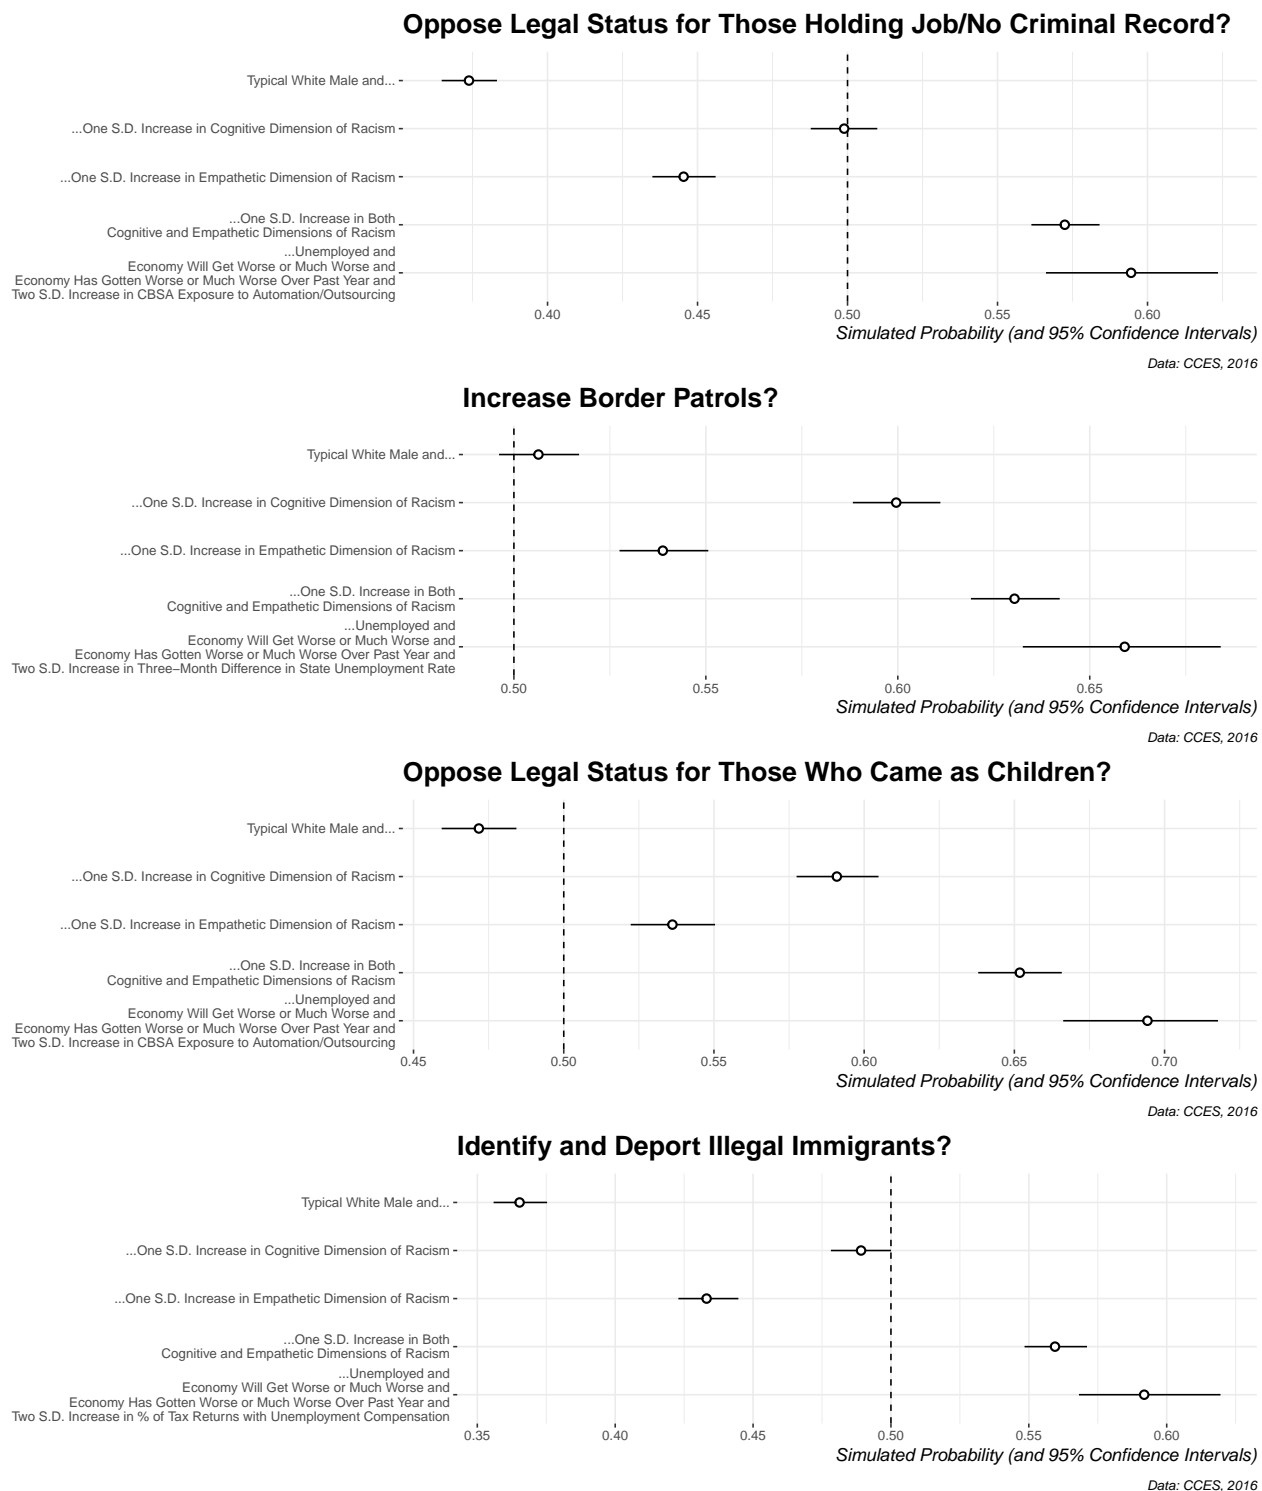 Oppose Legal Status for Those Holding Job/No Criminal Record?
Typical White Male and...
...One S.D. Increase in Cognitive Dimension of Racism
...One S.D. Increase in Empathetic Dimension of Racism
...One S.D. Increase in Both
Cognitive and Empathetic Dimensions of Racism
...Unemployed and
Economy Will Get Worse or Much Worse and
Economy Has Gotten Worse or Much Worse Over Past Year and
Two S.D. Increase in CBSA Exposure to Automation/Outsourcing
0.40 0.45 0.50 0.55 0.60
Simulated Probability (and 95% Confidence Intervals)
Data: CCES, 2016
Increase Border Patrols?
Typical White Male and...
...One S.D. Increase in Cognitive Dimension of Racism
...One S.D. Increase in Empathetic Dimension of Racism
...One S.D. Increase in Both
Cognitive and Empathetic Dimensions of Racism
...Unemployed and
Economy Will Get Worse or Much Worse and
Economy Has Gotten Worse or Much Worse Over Past Year and
Two S.D. Increase in Three–Month Difference in State Unemployment Rate
0.50 0.55 0.60 0.65
Simulated Probability (and 95% Confidence Intervals)
Data: CCES, 2016
Oppose Legal Status for Those Who Came as Children?
Typical White Male and...
...One S.D. Increase in Cognitive Dimension of Racism
...One S.D. Increase in Empathetic Dimension of Racism
...One S.D. Increase in Both
Cognitive and Empathetic Dimensions of Racism
...Unemployed and
Economy Will Get Worse or Much Worse and
Economy Has Gotten Worse or Much Worse Over Past Year and
Two S.D. Increase in CBSA Exposure to Automation/Outsourcing
0.45 0.50 0.55 0.60 0.65 0.70
Simulated Probability (and 95% Confidence Intervals)
Data: CCES, 2016
Identify and Deport Illegal Immigrants?
Typical White Male and...
...One S.D. Increase in Cognitive Dimension of Racism
...One S.D. Increase in Empathetic Dimension of Racism
...One S.D. Increase in Both
Cognitive and Empathetic Dimensions of Racism
...Unemployed and
Economy Will Get Worse or Much Worse and
Economy Has Gotten Worse or Much Worse Over Past Year and
Two S.D. Increase in % of Tax Returns with Unemployment Compensation
0.35 0.40 0.45 0.50 0.55 0.60
Simulated Probability (and 95% Confidence Intervals)
Data: CCES, 2016